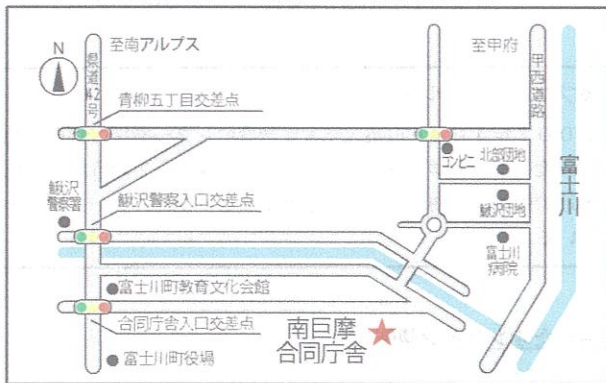 N
至南アルプス
至甲府
県道42号
甲西道路
青柳五丁目交差点
コンビニ
北部団地
富士川
鰍沢
警察署
鰍沢警察入口交差点
鰍沢団地
富士川
病院
富士川町教育文化会館
合同庁舎入口交差点
南巨摩
合同庁舎
富士川町役場